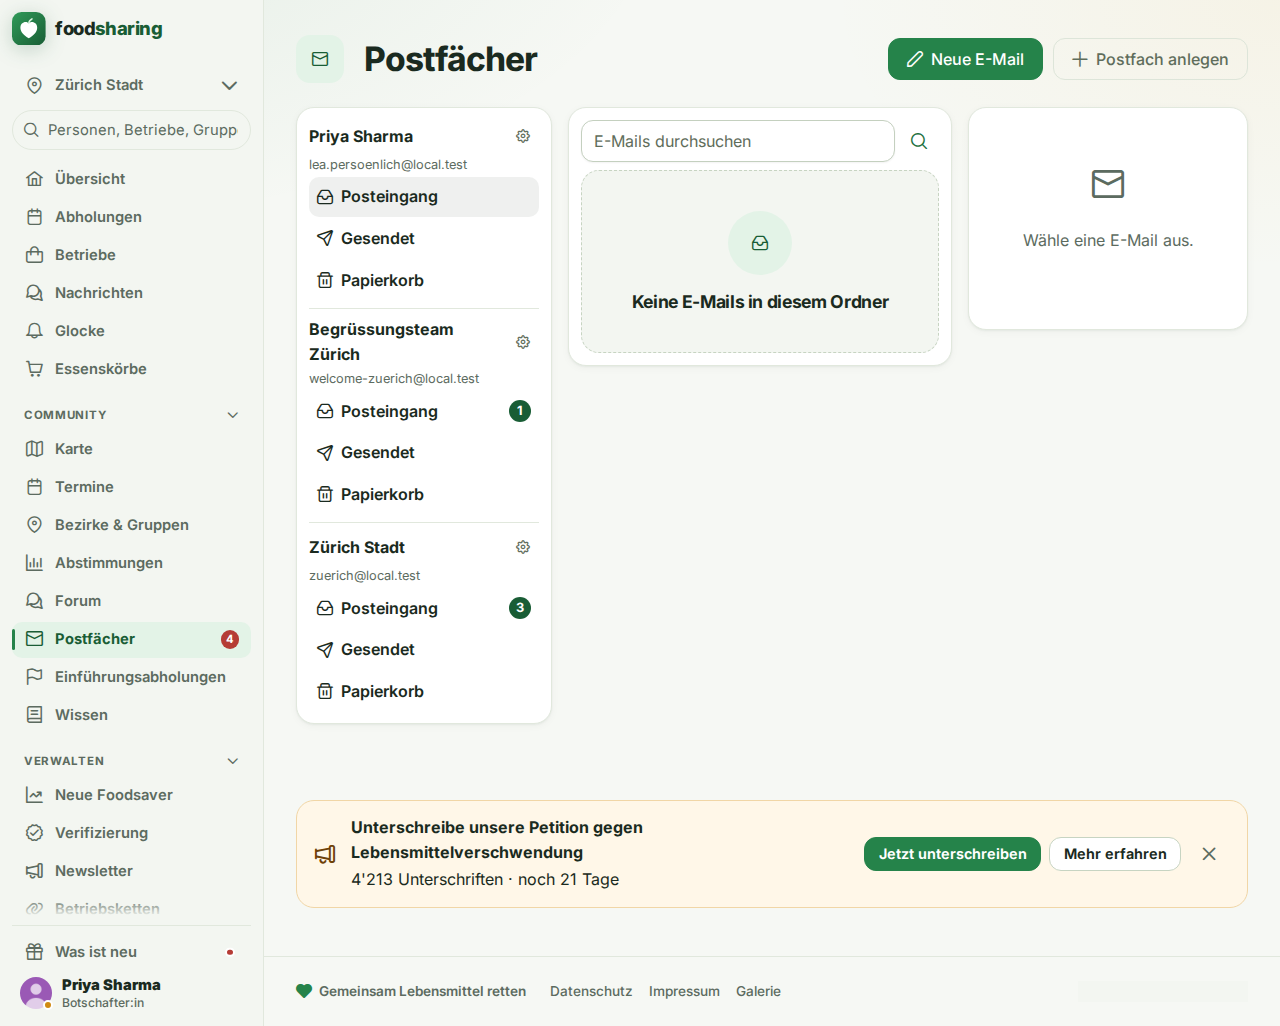 foodsharing
Zürich Stadt
Personen, Betriebe, Grupp
Übersicht
Abholungen
Betriebe
Nachrichten
Glocke
Essenskörbe
COMMUNITY
Karte
Termine
Bezirke & Gruppen
Abstimmungen
Forum
Postfächer 4
Einführungsabholungen
Wissen
VERWALTEN
Neue Foodsaver
Verifizierung
Newsletter
Betriebsketten
Was ist neu
Priya Sharma
Botschafter:in
Postfächer
Neue E-Mail
Postfach anlegen
Priya Sharma
lea.persoenlich@local.test
Posteingang
Gesendet
Papierkorb
Begrüssungsteam
Zürich
welcome-zuerich@local.test
Posteingang 1
Gesendet
Papierkorb
Zürich Stadt
zuerich@local.test
Posteingang 3
Gesendet
Papierkorb
E-Mails durchsuchen
Keine E-Mails in diesem Ordner
Wähle eine E-Mail aus.
Unterschreibe unsere Petition gegen
Lebensmittelverschwendung
4'213 Unterschriften · noch 21 Tage
Jetzt unterschreiben
Mehr erfahren
Gemeinsam Lebensmittel retten
Datenschutz
Impressum
Galerie